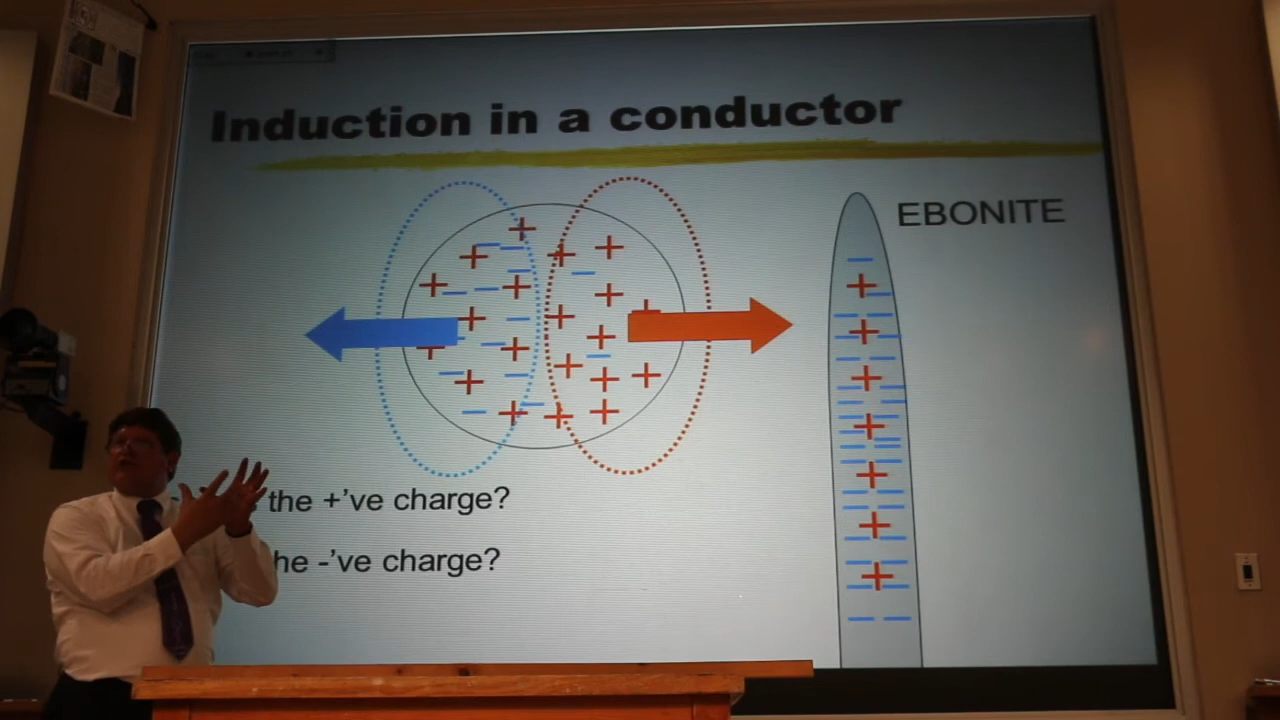 Induction in a conductor
EBONITE
the +'ve charge?
he -'ve charge?